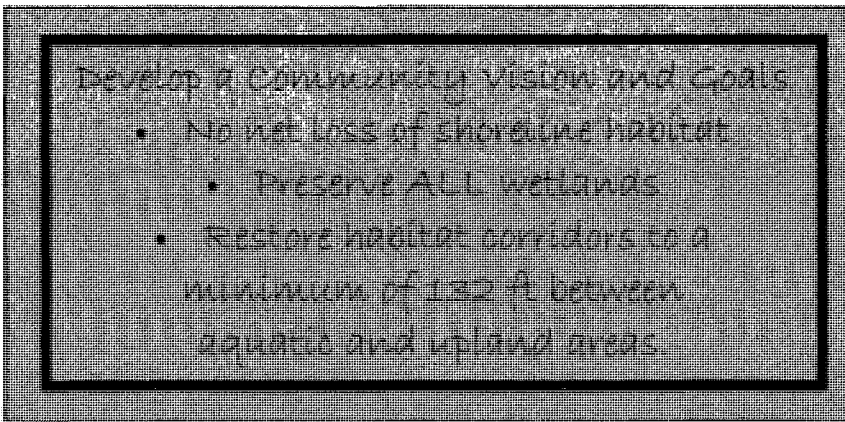 Develop a Community Vision and Goals
• No net loss of shoreline habitat
• Preserve ALL wetlands
• Restore habitat corridors to a
minimum of 132 ft between
aquatic and upland areas.